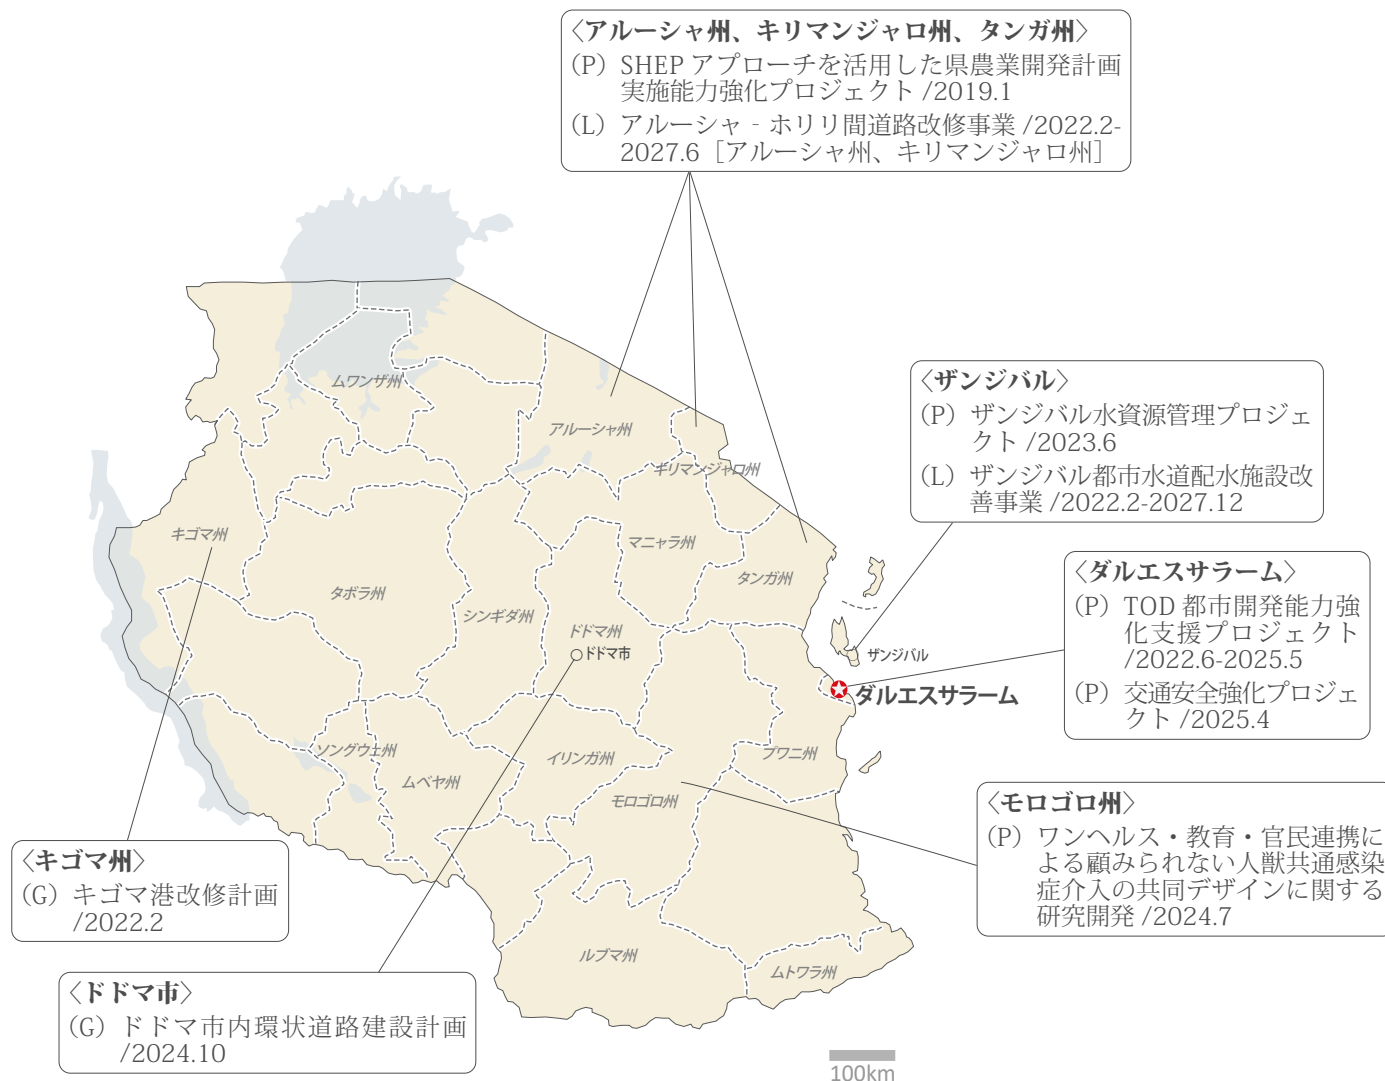 〈アルーシャ州、キリマンジャロ州、タンガ州〉
(P) SHEP アプローチを活用した県農業開発計画
実施能力強化プロジェクト /2019.1
(L) アルーシャ - ホリリ間道路改修事業 /2022.2-
2027.6［アルーシャ州、キリマンジャロ州］
ムワンザ州
アルーシャ州
キリマンジャロ州
〈ザンジバル〉
(P) ザンジバル水資源管理プロジェ
クト /2023.6
(L) ザンジバル都市水道配水施設改
善事業 /2022.2-2027.12
キゴマ州
マニャラ州
タンガ州
タボラ州
シンギダ州
ドドマ州
ドドマ市
ザンジバル
ダルエスサラーム
〈ダルエスサラーム〉
(P) TOD 都市開発能力強
化支援プロジェクト
/2022.6-2025.5
(P) 交通安全強化プロジェ
クト /2025.4
ソングウェ州
ムベヤ州
イリンガ州
プワニ州
モロゴロ州
〈モロゴロ州〉
(P) ワンヘルス・教育・官民連携に
よる顧みられない人獣共通感染
症介入の共同デザインに関する
研究開発 /2024.7
〈キゴマ州〉
(G) キゴマ港改修計画
/2022.2
ルブマ州
ムトワラ州
〈ドドマ市〉
(G) ドドマ市内環状道路建設計画
/2024.10
100km